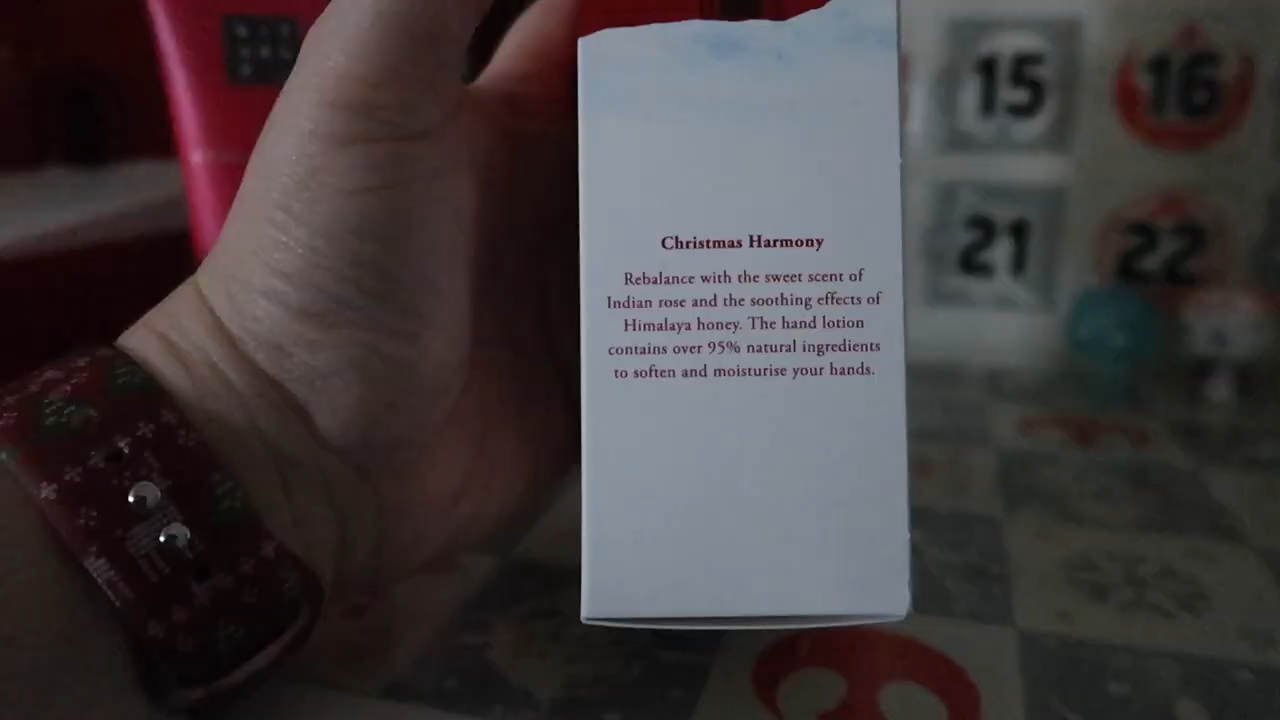 15 16
21 22
Christmas Harmony
Rebalance with the sweet scent of
Indian rose and the soothing effects of
Himalaya honey. The hand lotion
contains over 95% natural ingredients
to soften and moisturise your hands.